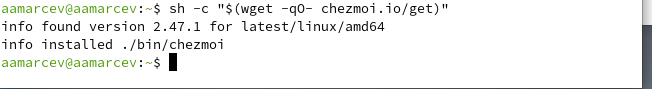 aamarcev@aamarcev:~$ sh -c "$(wget -qO- chezmoi.io/get)"
info found version 2.47.1 for latest/linux/amd64
info installed ./bin/chezmoi
aamarcev@aamarcev:~$